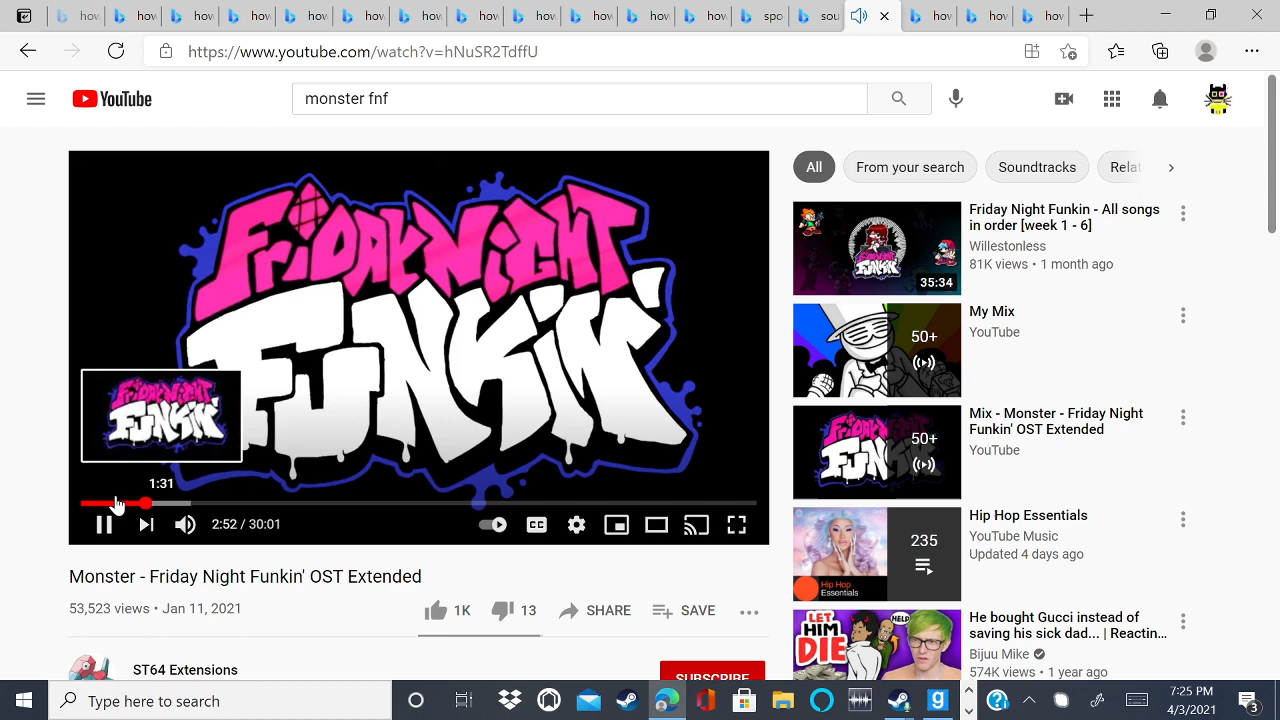 https://www.youtube.com/watch?v=hNuSR2TdffU
YouTube
monster fnf
FRIDAY NIGHT
FUNKIN'
FRIDAY NIGHT
FUNKIN'
1:31
2:52 / 30:01
CC
Monster - Friday Night Funkin' OST Extended
53,523 views • Jan 11, 2021
1K
13
SHARE
SAVE
ST64 Extensions
SUBSCRIBE
All
From your search
Soundtracks
Relat
Friday Night Funkin - All songs
in order [week 1 - 6]
Willestonless
81K views • 1 month ago
35:34
My Mix
YouTube
50+
Mix - Monster - Friday Night
Funkin' OST Extended
YouTube
50+
Hip Hop Essentials
YouTube Music
Updated 4 days ago
235
Hip Hop
Essentials
He bought Gucci instead of
saving his sick dad... | Reactin...
Bijuu Mike
574K views • 1 year ago
LET
HIM
DIE
HELP
Type here to search
7:25 PM
4/3/2021
3